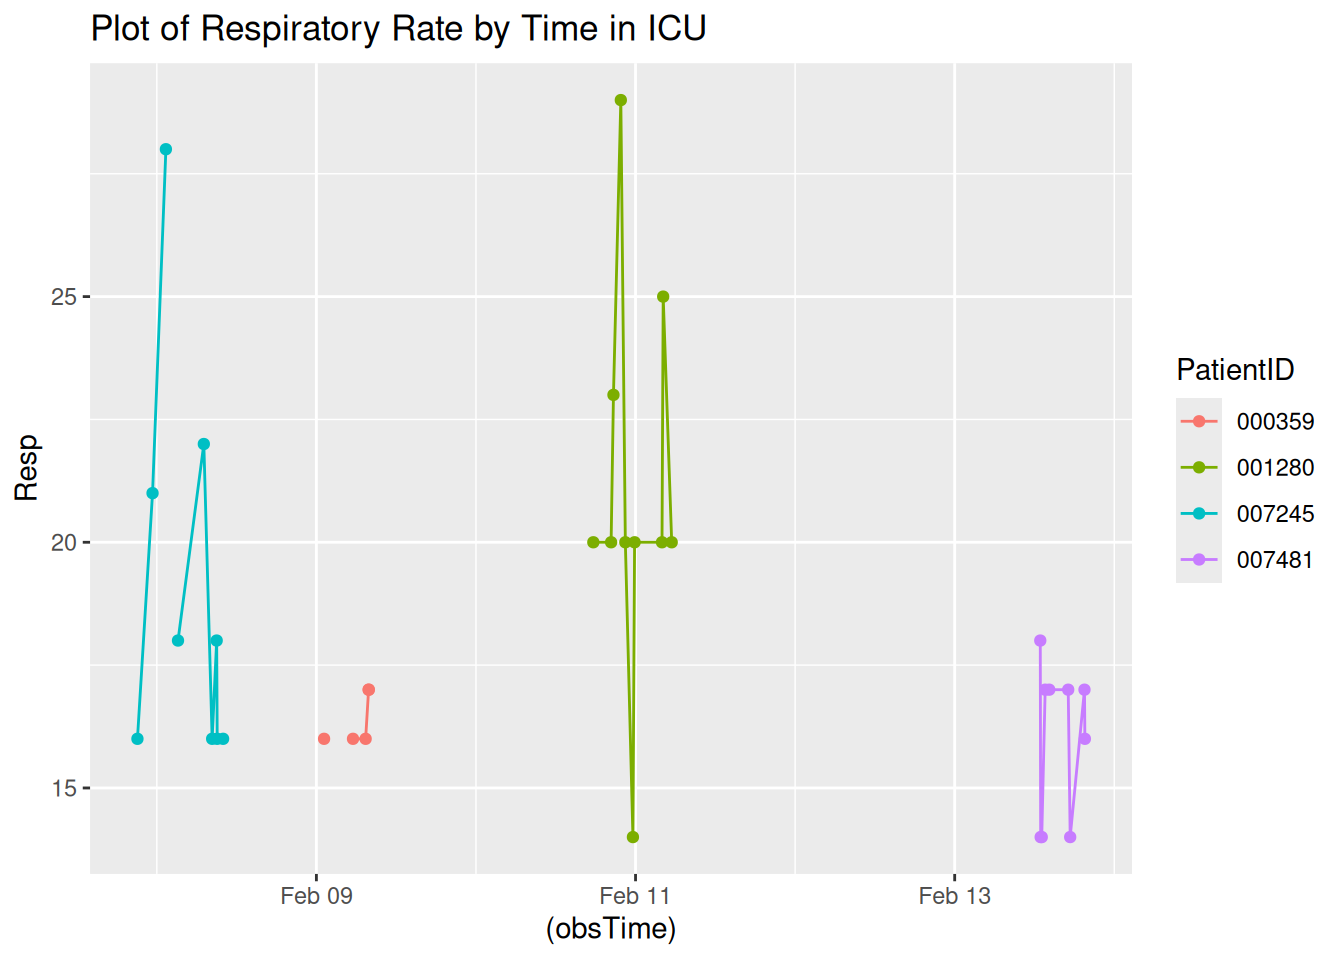 Plot of Respiratory Rate by Time in ICU
Resp
25
20
15
Feb 09
Feb 11
Feb 13
(obsTime)
PatientID
000359
001280
007245
007481